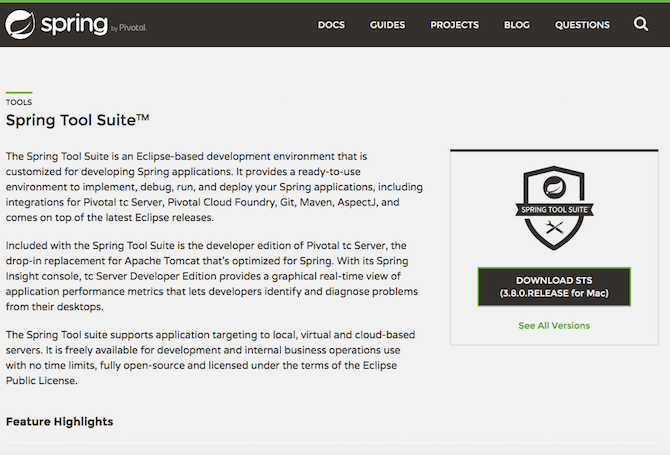 spring by Pivotal.
DOCS GUIDES PROJECTS BLOG QUESTIONS
TOOLS
Spring Tool Suite™
The Spring Tool Suite is an Eclipse-based development environment that is
customized for developing Spring applications. It provides a ready-to-use
environment to implement, debug, run, and deploy your Spring applications, including
integrations for Pivotal tc Server, Pivotal Cloud Foundry, Git, Maven, AspectJ, and
comes on top of the latest Eclipse releases.
Included with the Spring Tool Suite is the developer edition of Pivotal tc Server, the
drop-in replacement for Apache Tomcat that's optimized for Spring. With its Spring
Insight console, tc Server Developer Edition provides a graphical real-time view of
application performance metrics that lets developers identify and diagnose problems
from their desktops.
The Spring Tool suite supports application targeting to local, virtual and cloud-based
servers. It is freely available for development and internal business operations use
with no time limits, fully open-source and licensed under the terms of the Eclipse
Public License.
Feature Highlights
SPRING TOOL SUITE
DOWNLOAD STS
(3.8.0.RELEASE for Mac)
See All Versions